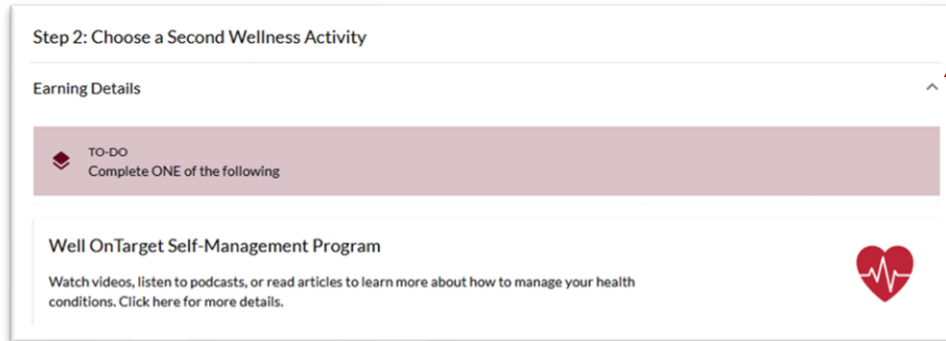 Step 2: Choose a Second Wellness Activity
Earning Details
TO-DO
Complete ONE of the following
Well OnTarget Self-Management Program
Watch videos, listen to podcasts, or read articles to learn more about how to manage your health
conditions. Click here for more details.